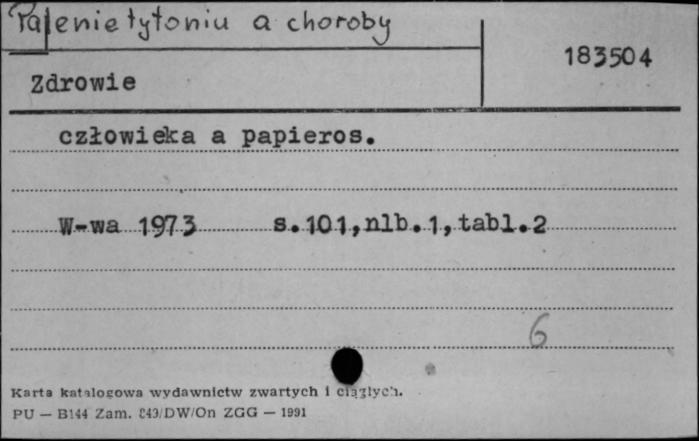 Palenie tytoniu a choroby
183504
Zdrowie
człowieka a papieros.
W-wa 1973 s.101,nlb.1,tabl.2
6
Karta katalogowa wydawnictw zwartych i ciągłych.
PU — B144 Zam. 843/DW/On ZGG — 1991